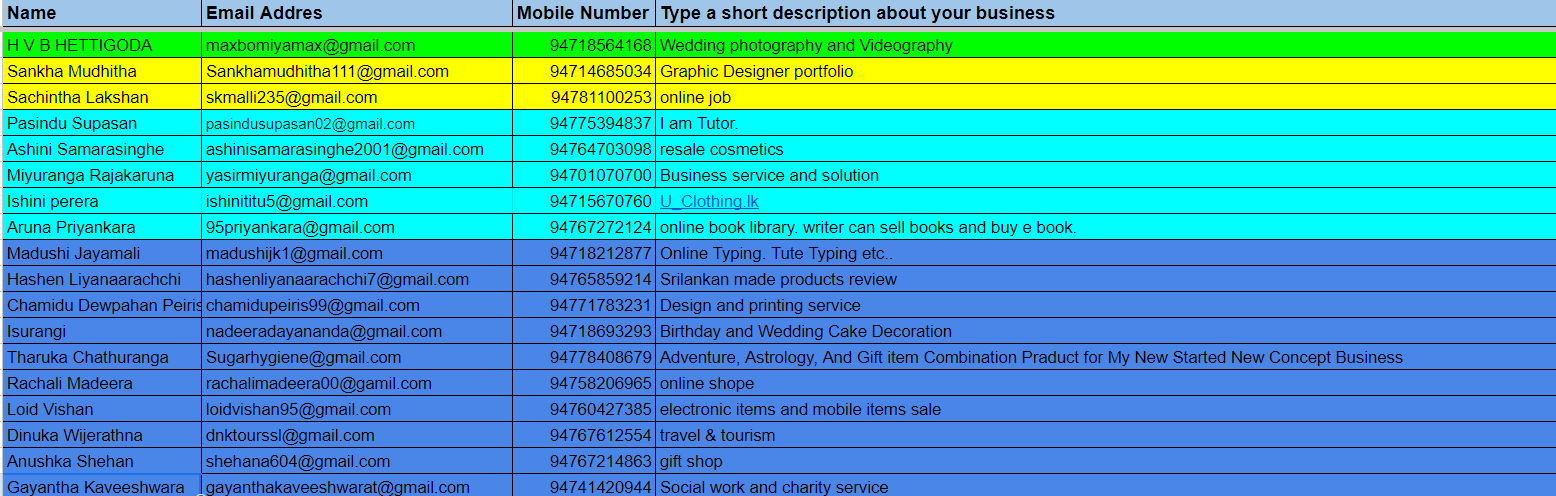 Name Email Addres Mobile Number Type a short description about your business
H V B HETTIGODA maxbomiyamax@gmail.com 94718564168 Wedding photography and Videography
Sankha Mudhitha Sankhamudhitha111@gmail.com 94714685034 Graphic Designer portfolio
Sachintha Lakshan skmalli235@gmail.com 94781100253 online job
Pasindu Supasan pasindusupasan02@gmail.com 94775394837 I am Tutor.
Ashini Samarasinghe ashinisamarasinghe2001@gmail.com 94764703098 resale cosmetics
Miyuranga Rajakaruna yasirmiyuranga@gmail.com 94701070700 Business service and solution
Ishini perera ishinititu5@gmail.com 94715670760 U_Clothing.lk
Aruna Priyankara 95priyankara@gmail.com 94767272124 online book library. writer can sell books and buy e book.
Madushi Jayamali madushijk1@gmail.com 94718212877 Online Typing. Tute Typing etc..
Hashen Liyanaarachchi hashenliyanaarachchi7@gmail.com 94765859214 Srilankan made products review
Chamidu Dewpahan Peiris chamidupeiris99@gmail.com 94771783231 Design and printing service
Isurangi nadeeradayananda@gmail.com 94718693293 Birthday and Wedding Cake Decoration
Tharuka Chathuranga Sugarhygiene@gmail.com 94778408679 Adventure, Astrology, And Gift item Combination Praduct for My New Started New Concept Business
Rachali Madeera rachalimadeera00@gamil.com 94758206965 online shope
Loid Vishan loidvishan95@gmail.com 94760427385 electronic items and mobile items sale
Dinuka Wijerathna dnktourssl@gmail.com 94767612554 travel & tourism
Anushka Shehan shehana604@gmail.com 94767214863 gift shop
Gayantha Kaveeshwara gayanthakaveeshwarat@gmail.com 94741420944 Social work and charity service